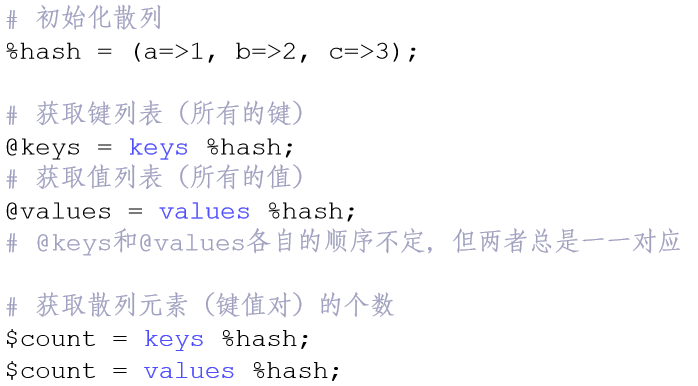 # 初始化散列
%hash = (a=>1, b=>2, c=>3);
# 获取键列表（所有的键）
@keys = keys %hash;
# 获取值列表（所有的值）
@values = values %hash;
# @keys和@values各自的顺序不定，但两者总是一一对应
# 获取散列元素（键值对）的个数
$count = keys %hash;
$count = values %hash;